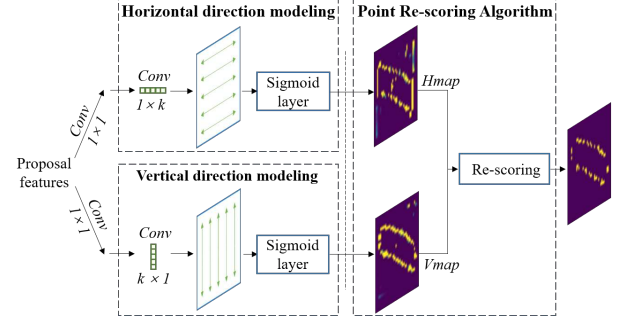 Horizontal direction modeling
Point Re-scoring Algorithm
Conv
1 × k
Sigmoid
layer
Hmap
Conv
1 × 1
Proposal
features
Conv
1 × 1
Re-scoring
Vertical direction modeling
Conv
k × 1
Sigmoid
layer
Vmap